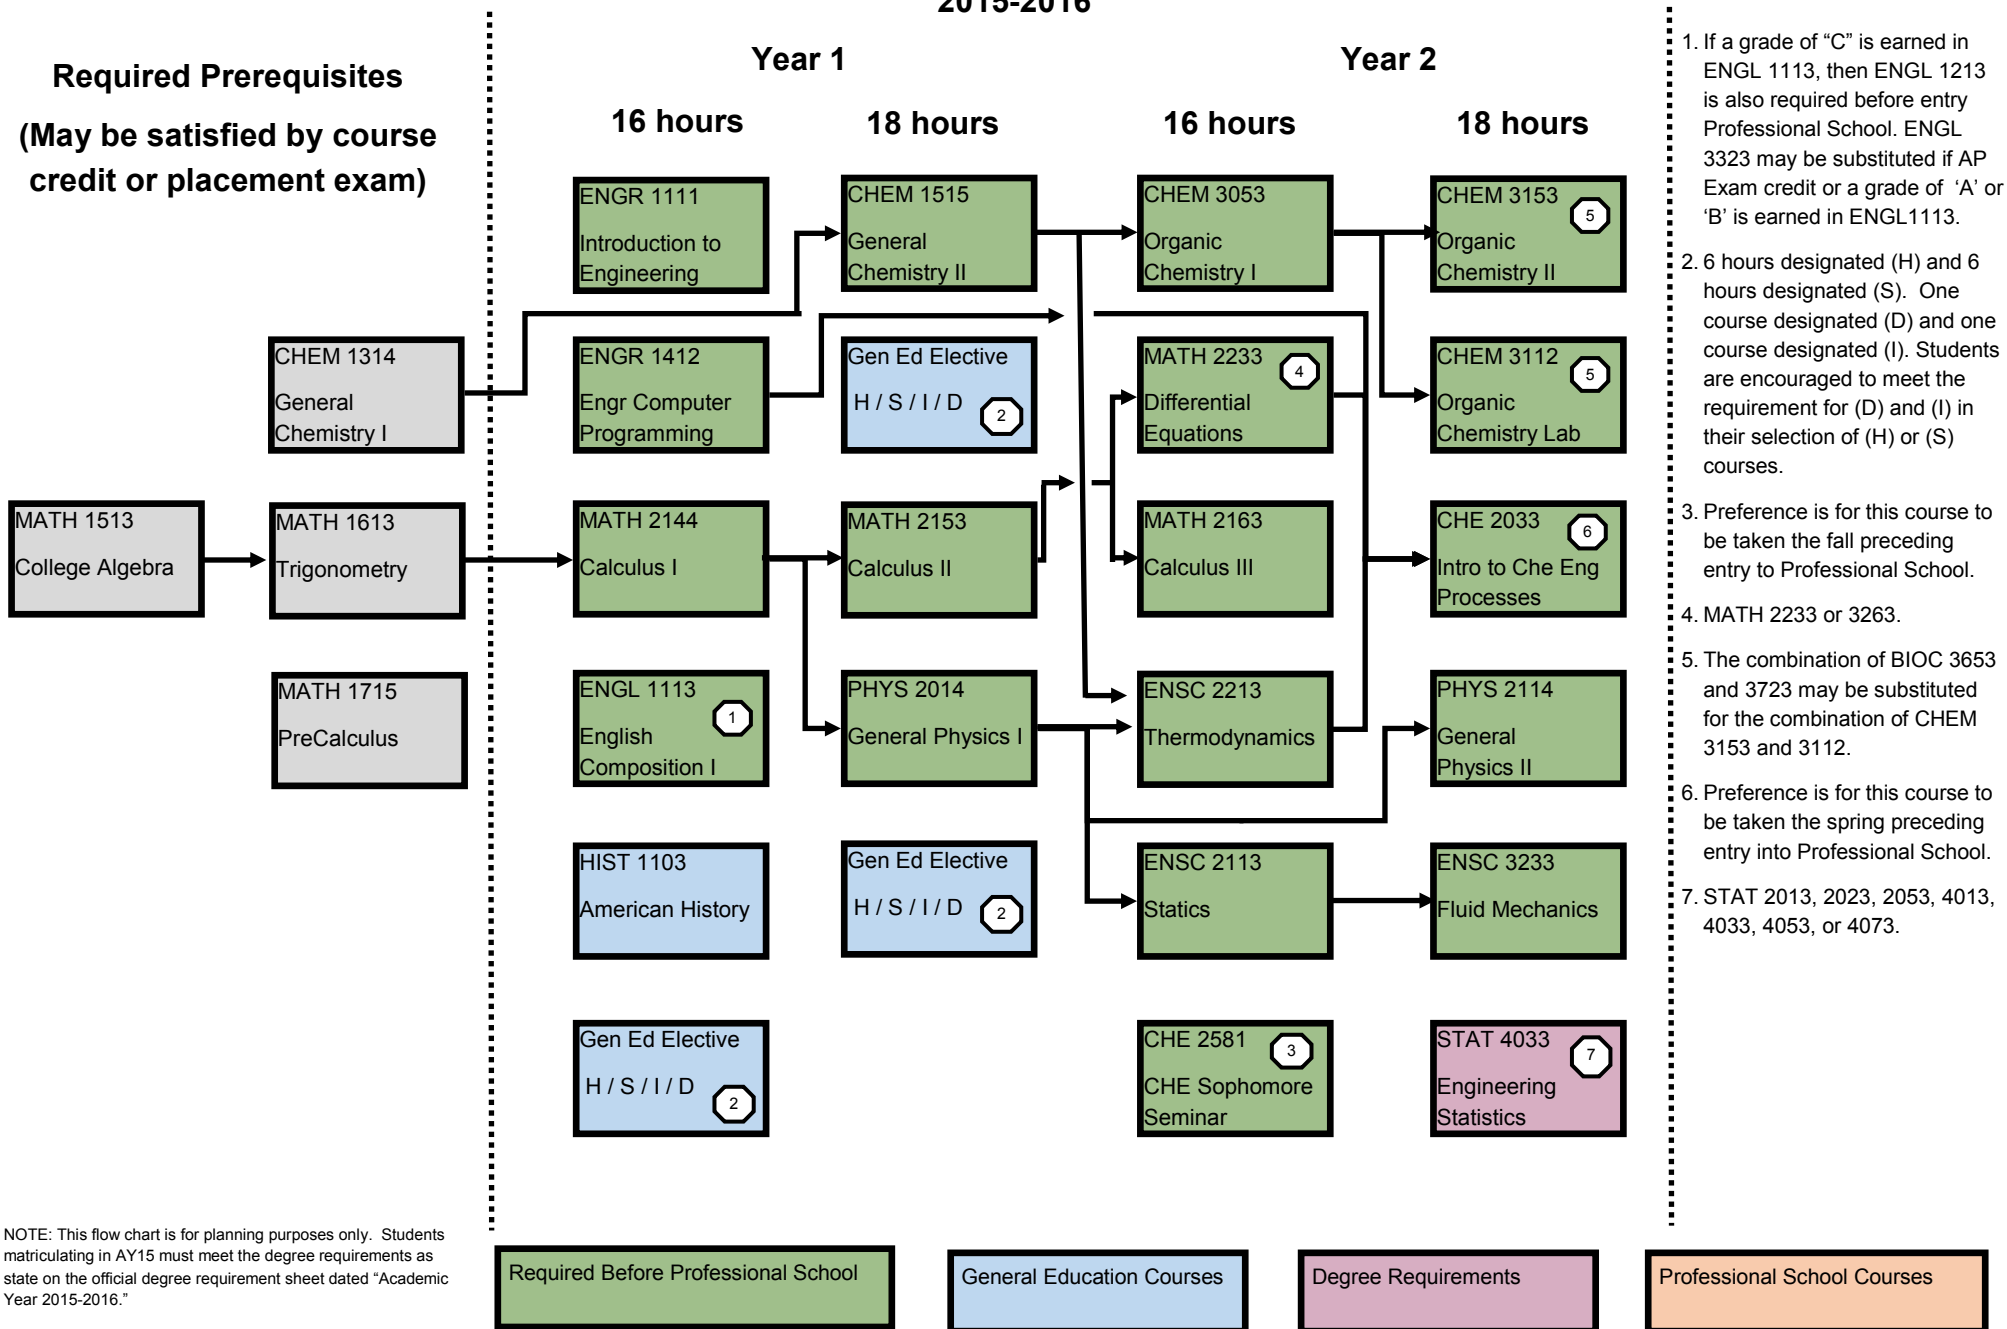 2015-2016
Required Prerequisites
(May be satisfied by course
credit or placement exam)
Year 1
Year 2
16 hours
18 hours
16 hours
18 hours
CHEM 1314
General
Chemistry I
MATH 1513
College Algebra
MATH 1613
Trigonometry
MATH 1715
PreCalculus
ENGR 1111
Introduction to
Engineering
ENGR 1412
Engr Computer
Programming
MATH 2144
Calculus I
ENGL 1113
1
English
Composition I
HIST 1103
American History
Gen Ed Elective
H / S / I / D
2
CHEM 1515
General
Chemistry II
Gen Ed Elective
H / S / I / D
2
MATH 2153
Calculus II
PHYS 2014
General Physics I
Gen Ed Elective
H / S / I / D
2
CHEM 3053
Organic
Chemistry I
MATH 2233
4
Differential
Equations
MATH 2163
Calculus III
ENSC 2213
Thermodynamics
ENSC 2113
Statics
CHE 2581
3
CHE Sophomore
Seminar
CHEM 3153
5
Organic
Chemistry II
CHEM 3112
5
Organic
Chemistry Lab
CHE 2033
6
Intro to Che Eng
Processes
PHYS 2114
General
Physics II
ENSC 3233
Fluid Mechanics
STAT 4033
7
Engineering
Statistics
1. If a grade of “C” is earned in
ENGL 1113, then ENGL 1213
is also required before entry
Professional School. ENGL
3323 may be substituted if AP
Exam credit or a grade of ‘A’ or
‘B’ is earned in ENGL1113.
2. 6 hours designated (H) and 6
hours designated (S). One
course designated (D) and one
course designated (I). Students
are encouraged to meet the
requirement for (D) and (I) in
their selection of (H) or (S)
courses.
3. Preference is for this course to
be taken the fall preceding
entry to Professional School.
4. MATH 2233 or 3263.
5. The combination of BIOC 3653
and 3723 may be substituted
for the combination of CHEM
3153 and 3112.
6. Preference is for this course to
be taken the spring preceding
entry into Professional School.
7. STAT 2013, 2023, 2053, 4013,
4033, 4053, or 4073.
NOTE: This flow chart is for planning purposes only. Students
matriculating in AY15 must meet the degree requirements as
state on the official degree requirement sheet dated “Academic
Year 2015-2016.”
Required Before Professional School
General Education Courses
Degree Requirements
Professional School Courses